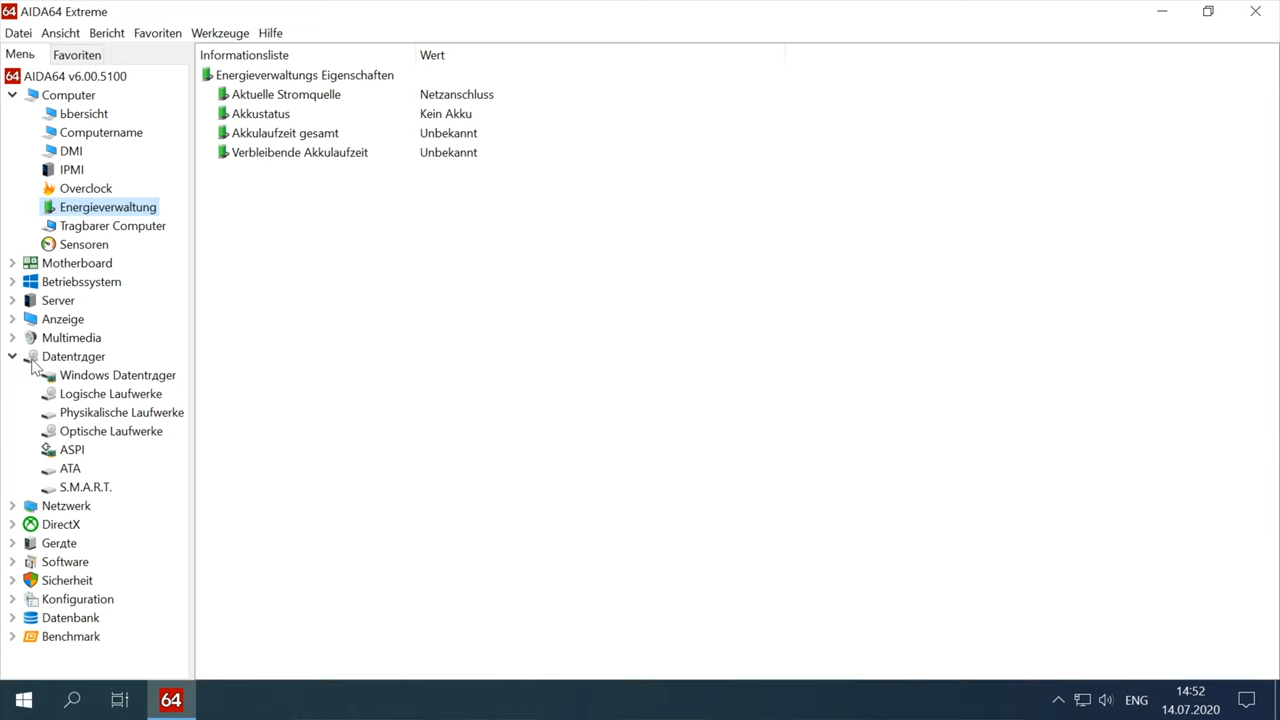 64 AIDA64 Extreme
Datei Ansicht Bericht Favoriten Werkzeuge Hilfe
Menь Favoriten
Informationsliste Wert
64 AIDA64 v6.00.5100
Computer
Ьbersicht
Computername
DMI
IPMI
Overclock
Energieverwaltung
Tragbarer Computer
Sensoren
Motherboard
Betriebssystem
Server
Anzeige
Multimedia
Datentrдger
Windows Datentrдger
Logische Laufwerke
Physikalische Laufwerke
Optische Laufwerke
ASPI
ATA
S.M.A.R.T.
Netzwerk
DirectX
Gerдte
Software
Sicherheit
Konfiguration
Datenbank
Benchmark
Energieverwaltungs Eigenschaften
Aktuelle Stromquelle Netzanschluss
Akkustatus Kein Akku
Akkulaufzeit gesamt Unbekannt
Verbleibende Akkulaufzeit Unbekannt
64
ENG
14:52
14.07.2020